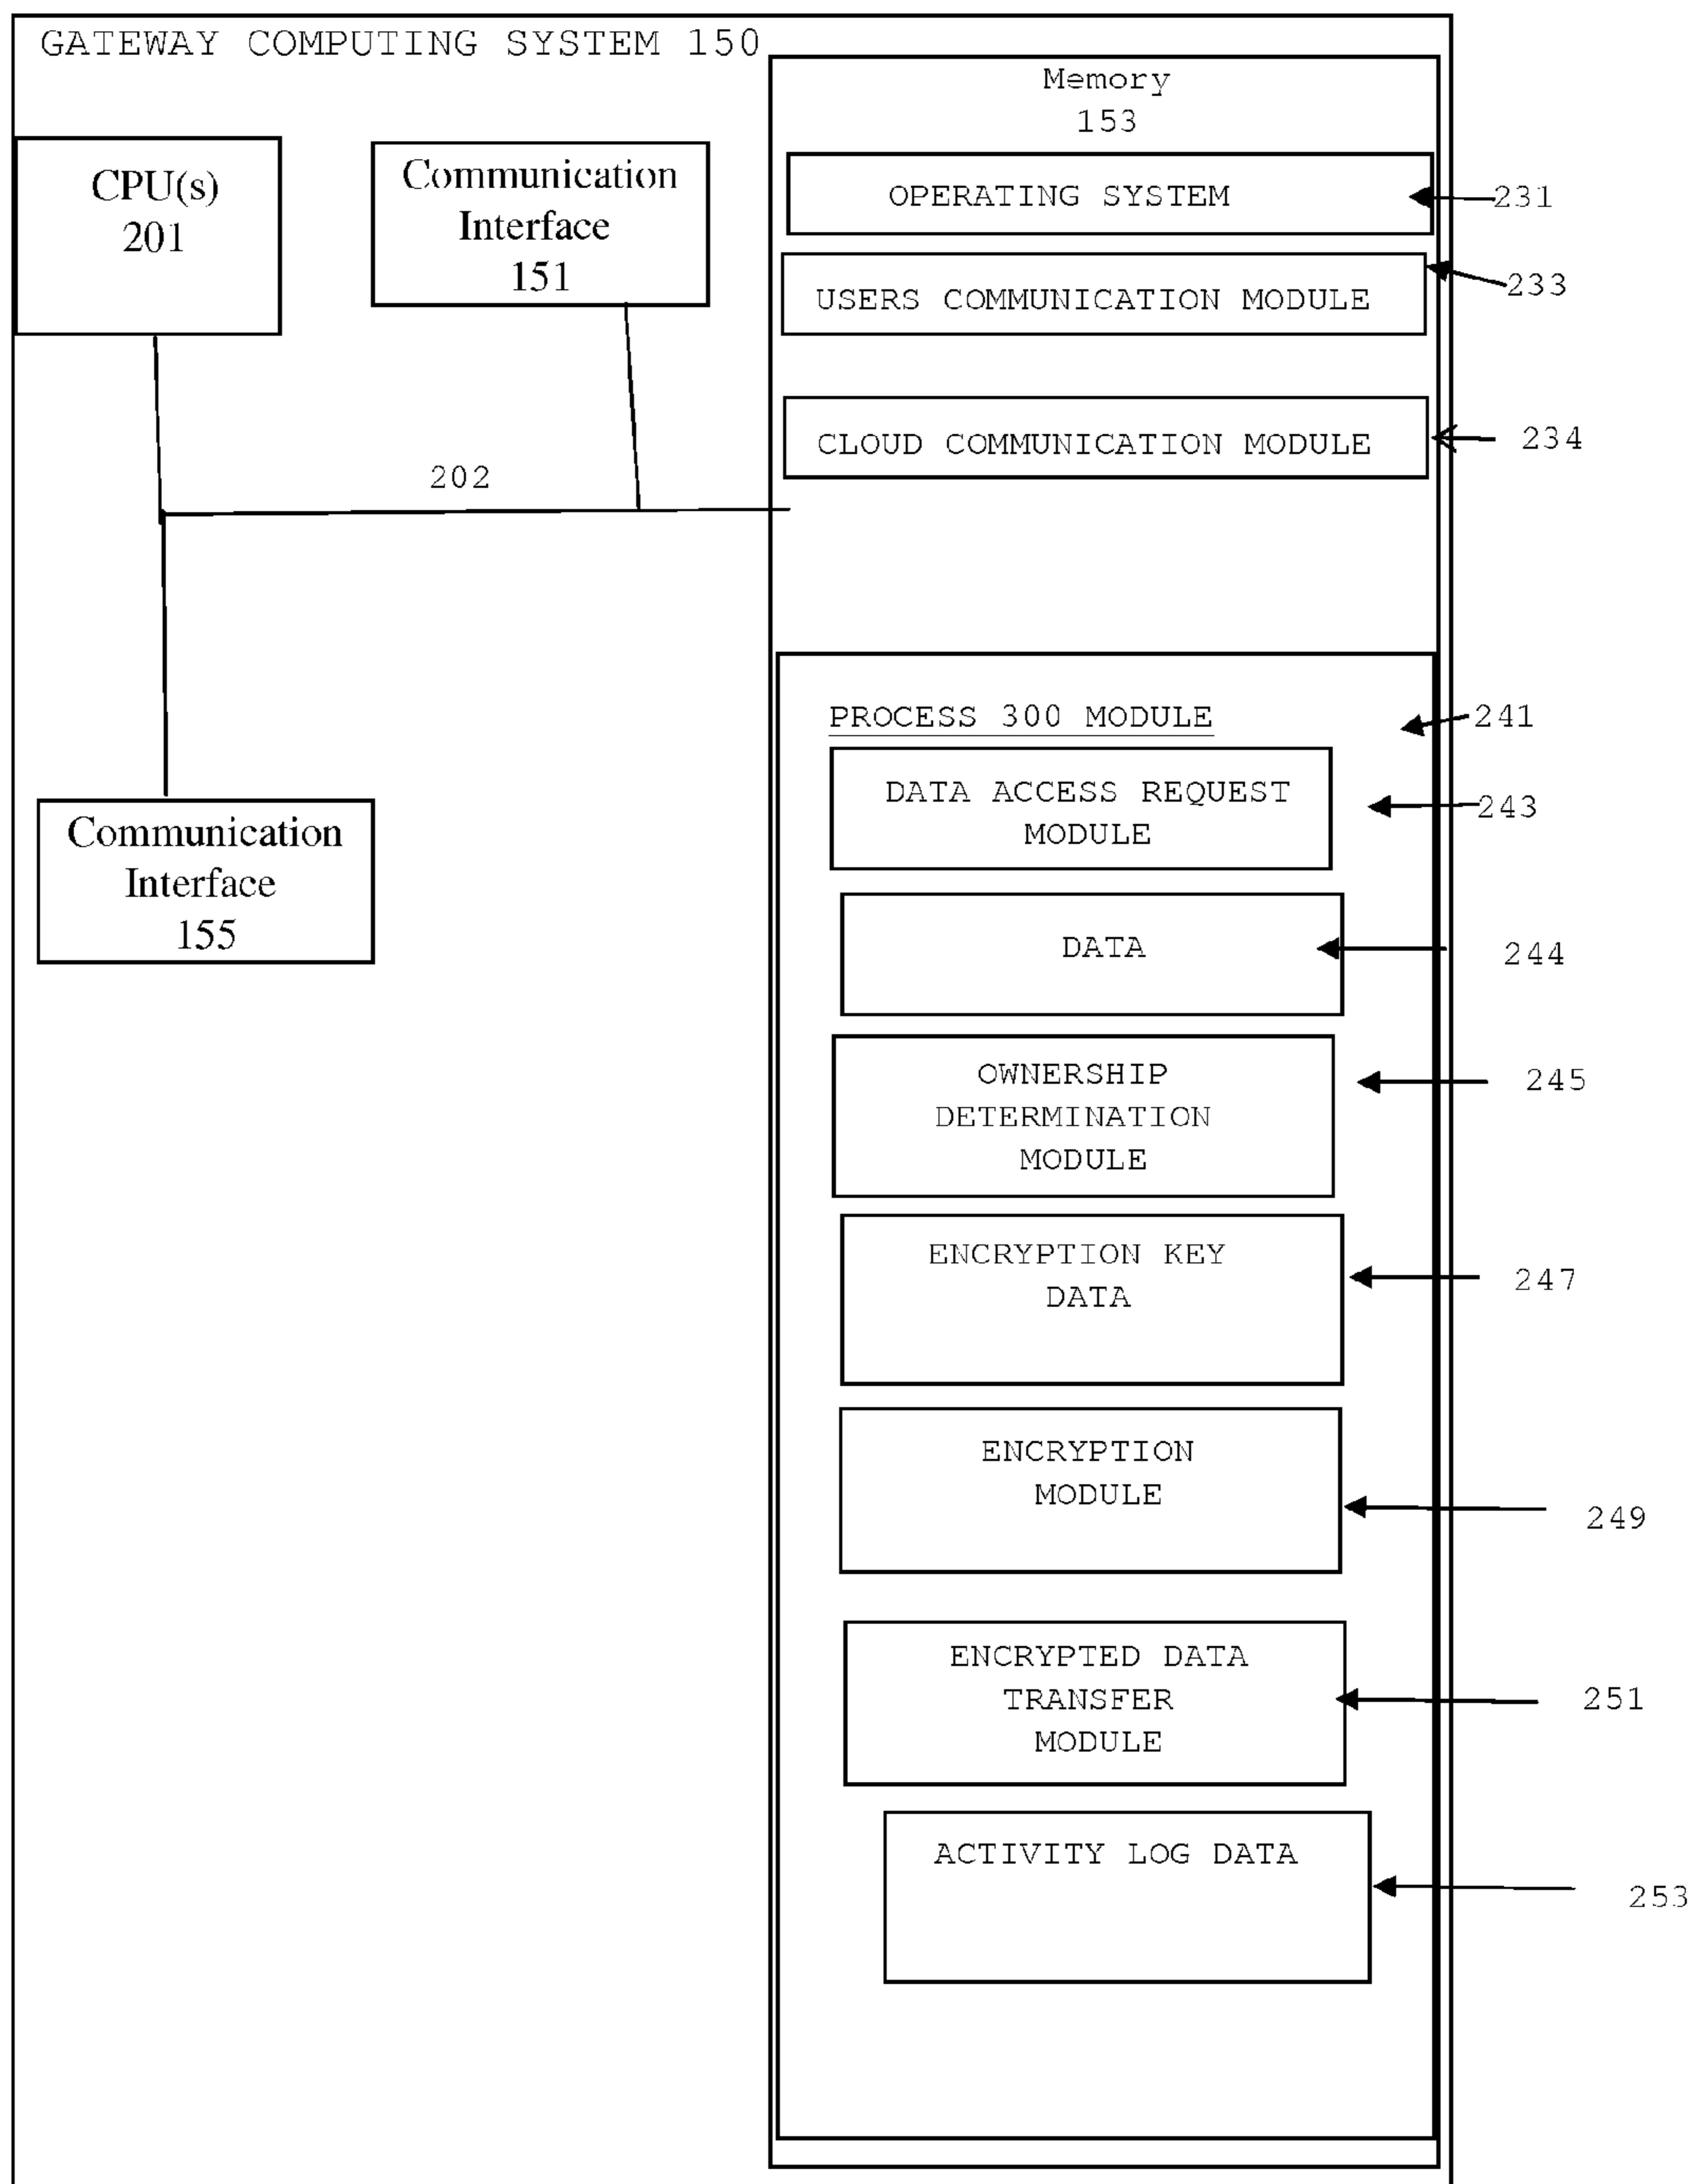 GATEWAY COMPUTING SYSTEM 150
CPU(s)
201
Communication
Interface
151
202
Communication
Interface
155
Memory
153
OPERATING SYSTEM
231
USERS COMMUNICATION MODULE
233
CLOUD COMMUNICATION MODULE
234
PROCESS 300 MODULE
241
DATA ACCESS REQUEST
MODULE
243
DATA
244
OWNERSHIP
DETERMINATION
MODULE
245
ENCRYPTION KEY
DATA
247
ENCRYPTION
MODULE
249
ENCRYPTED DATA
TRANSFER
MODULE
251
ACTIVITY LOG DATA
253